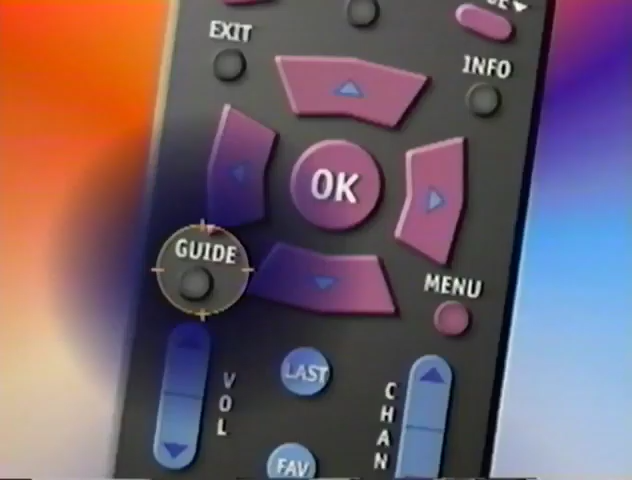 EXIT
INFO
OK
GUIDE
MENU
VOL
LAST
CHAN
FAV